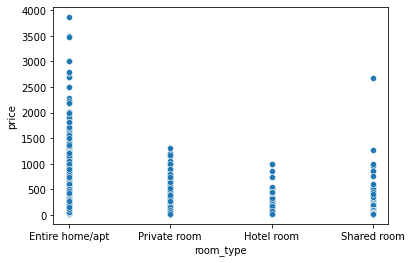 4000
3500
3000
2500
2000
1500
1000
500
0
price
Entire home/apt
Private room
Hotel room
Shared room
room_type